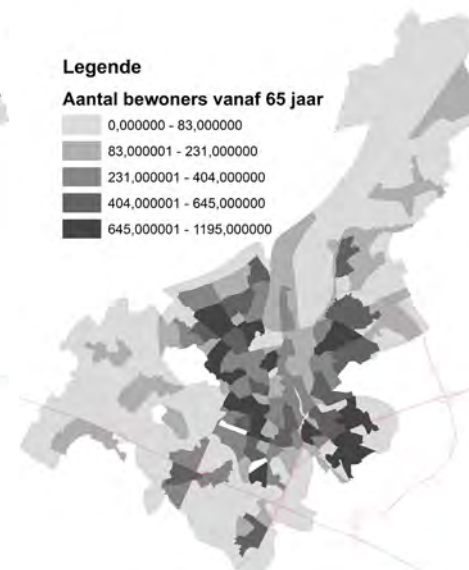 Legende
Aantal bewoners vanaf 65 jaar
0,000000 - 83,000000
83,000001 - 231,000000
231,000001 - 404,000000
404,000001 - 645,000000
645,000001 - 1195,000000